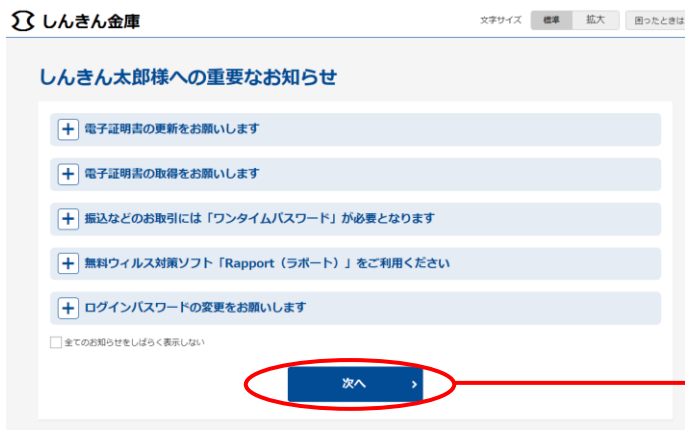 しんきん金庫
文字サイズ 標準 拡大 困ったときは
しんきん太郎様への重要なお知らせ
電子証明書の更新をお願いします
電子証明書の取得をお願いします
振込などのお取引には「ワンタイムパスワード」が必要となります
無料ウィルス対策ソフト「Rapport（ラポート）」をご利用ください
ログインパスワードの変更をお願いします
全てのお知らせをしばらく表示しない
次へ